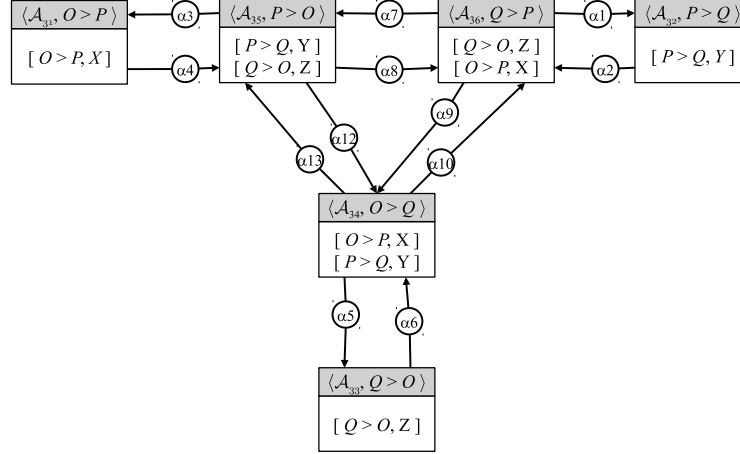 ⟨𝒜₃₁, O > P⟩
[ O > P, X ]
α3
α4
⟨𝒜₃₅, P > O⟩
[ P > Q, Y ]
[ Q > O, Z ]
α7
α8
⟨𝒜₃₆, Q > P⟩
[ Q > O, Z ]
[ O > P, X ]
α1
α2
⟨𝒜₃₂, P > Q⟩
[ P > Q, Y ]
α13
α12
α9
α10
⟨𝒜₃₄, O > Q⟩
[ O > P, X ]
[ P > Q, Y ]
α5
α6
⟨𝒜₃₃, Q > O⟩
[ Q > O, Z ]